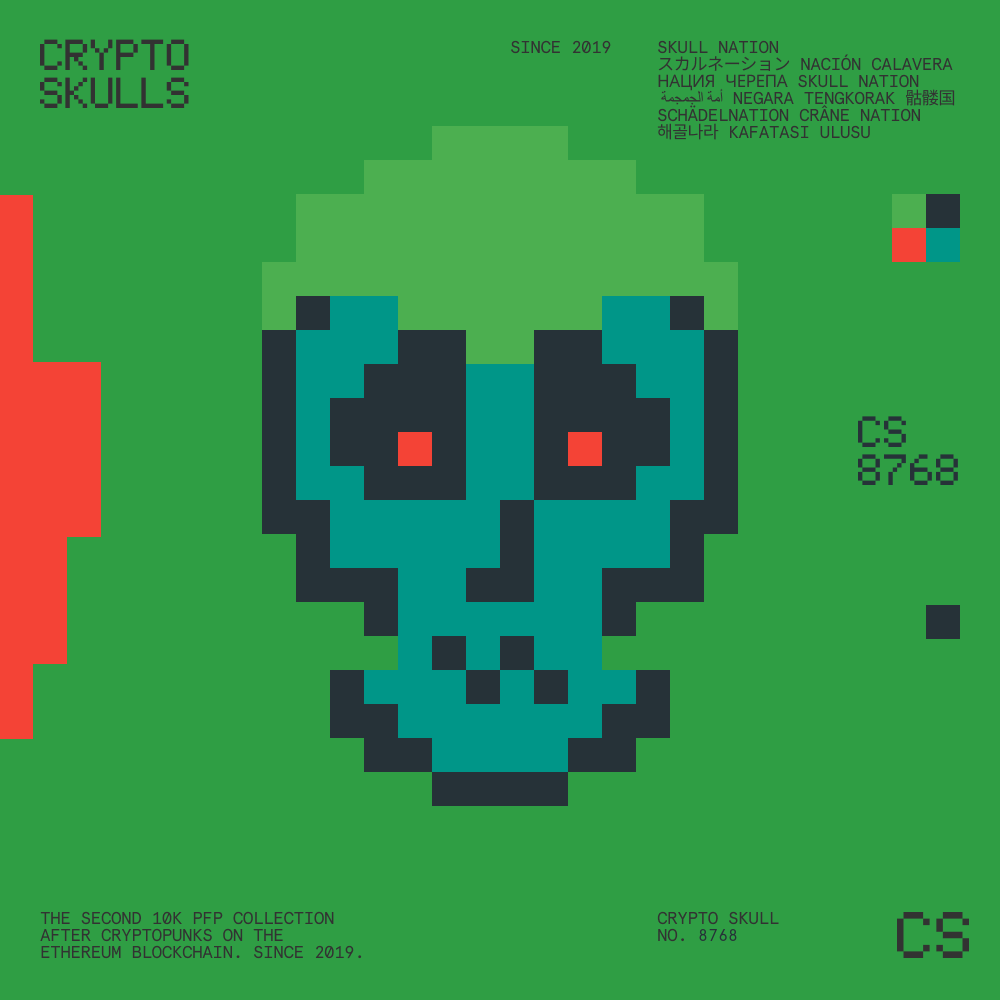 CRYPTO
SKULLS
SINCE 2019
SKULL NATION
スカルネーション NACIÓN CALAVERA
НАЦИЯ ЧЕРЕПА SKULL NATION
أمة الجمجمة NEGARA TENGKORAK 骷髅国
SCHÄDELNATION CRÂNE NATION
해골나라 KAFATASI ULUSU
CS
8768
THE SECOND 10K PFP COLLECTION
AFTER CRYPTOPUNKS ON THE
ETHEREUM BLOCKCHAIN. SINCE 2019.
CRYPTO SKULL
NO. 8768
CS